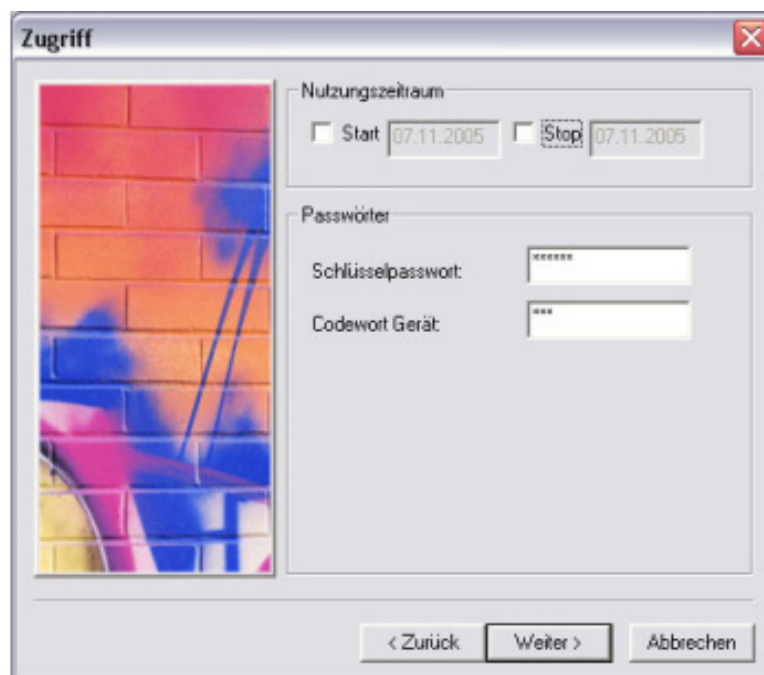 Zugriff
Nutzungszeitraum
Start 07.11.2005 Stop 07.11.2005
Passwörter
Schlüsselpasswort: ******
Codewort Gerät: ***
< Zurück Weiter > Abbrechen